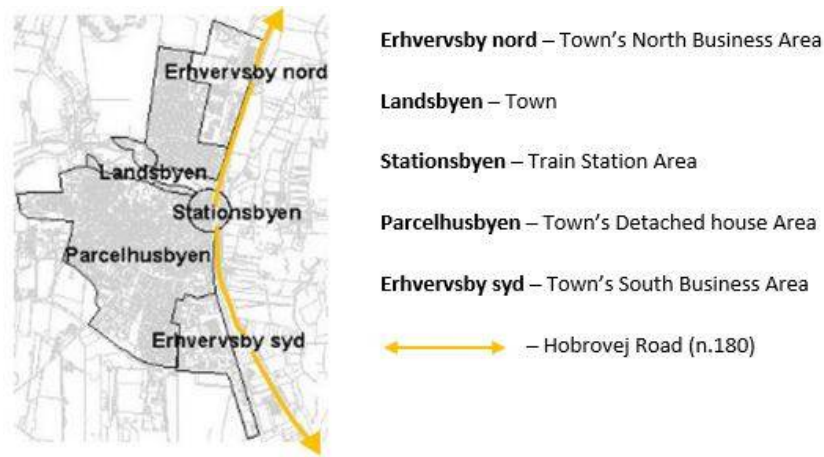 Erhvervsby nord
Landsbyen
Stationsbyen
Parcelhusbyen
Erhvervsby syd
Erhvervsby nord – Town's North Business Area
Landsbyen – Town
Stationsbyen – Train Station Area
Parcelhusbyen – Town's Detached house Area
Erhvervsby syd – Town's South Business Area
– Hobrovej Road (n.180)